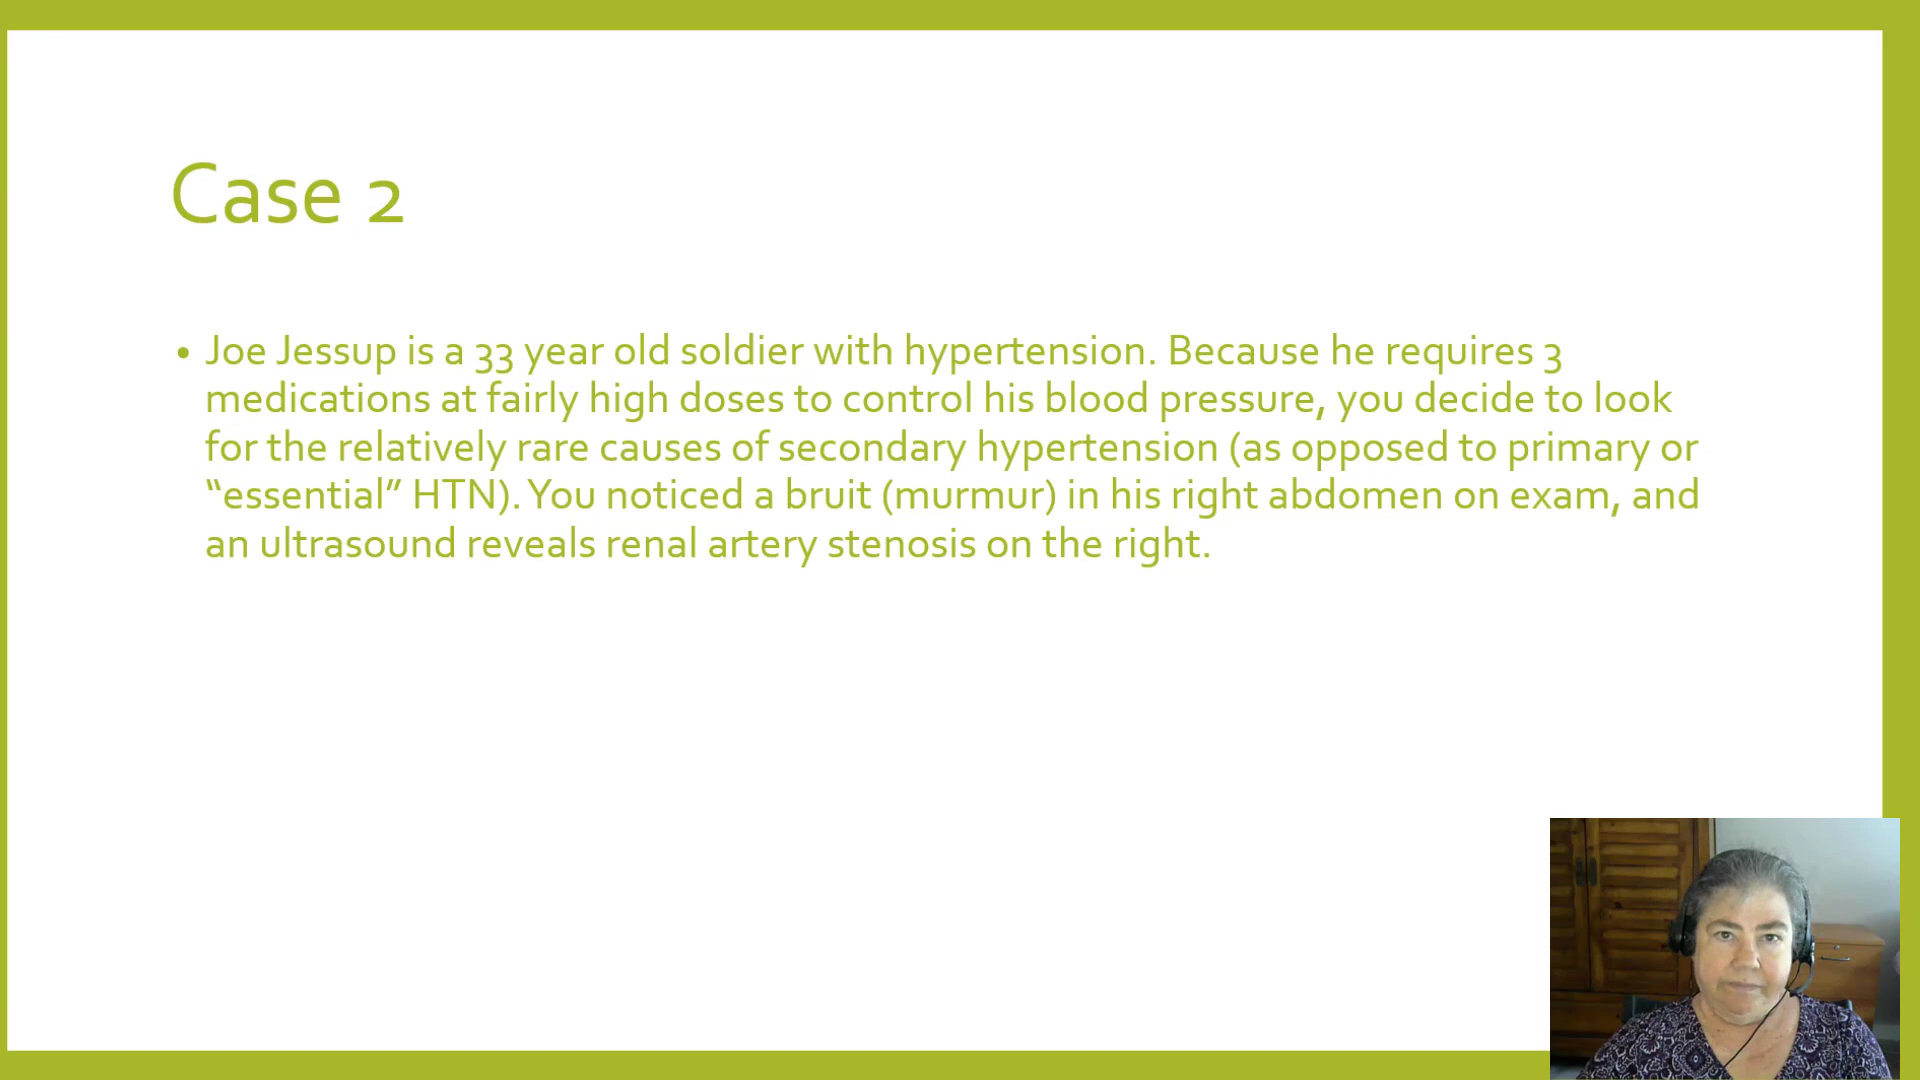 Case 2
• Joe Jessup is a 33 year old soldier with hypertension. Because he requires 3
medications at fairly high doses to control his blood pressure, you decide to look
for the relatively rare causes of secondary hypertension (as opposed to primary or
“essential” HTN). You noticed a bruit (murmur) in his right abdomen on exam, and
an ultrasound reveals renal artery stenosis on the right.